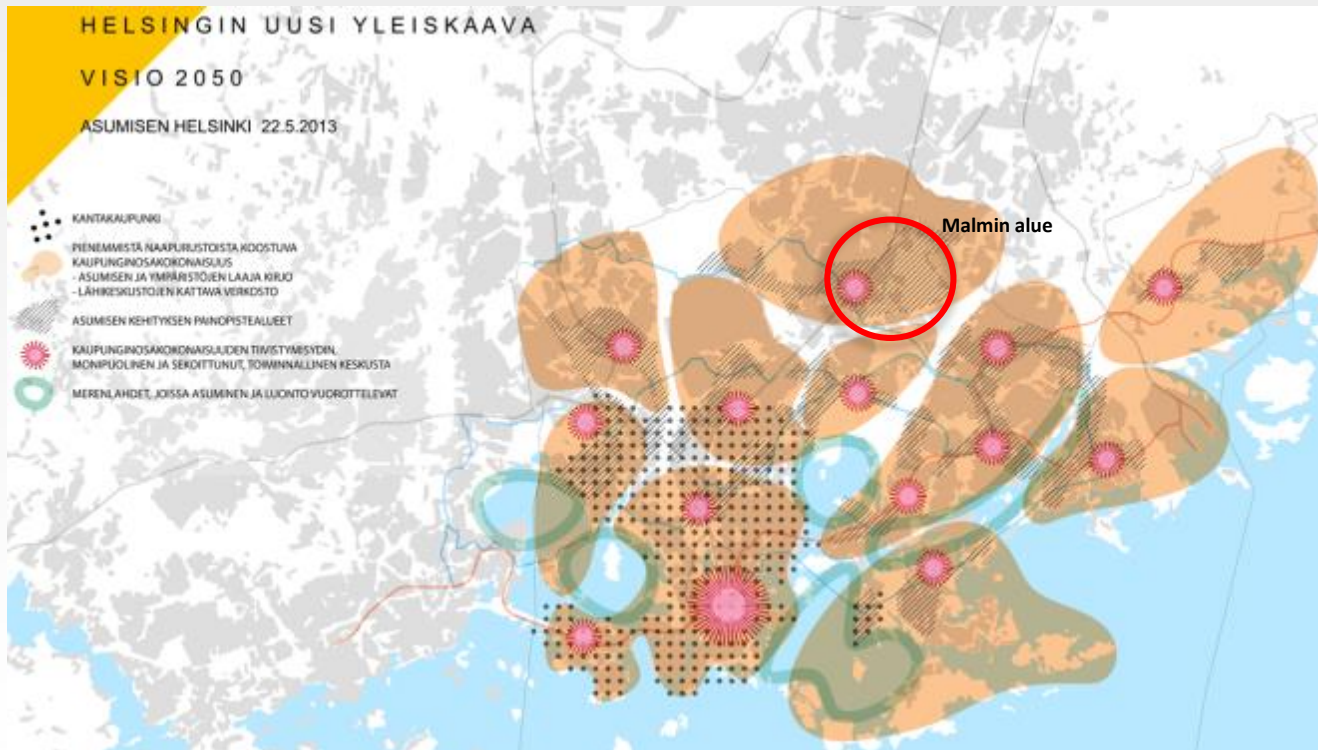 HELSINGIN UUSI YLEISKAAVA
VISIO 2050
ASUMISEN HELSINKI 22.5.2013
KANTAKAUPUNKI
PIENEMMISTÄ NAAPURUSTOISTA KOOSTUVA
KAUPUNGINOSAKOKONAISUUS
- ASUMISEN JA YMPÄRISTÖJEN LAAJA KIRJO
- LÄHIKESKUSTOJEN KATTAVA VERKOSTO
ASUMISEN KEHITYKSEN PAINOPISTEALUEET
KAUPUNGINOSAKOKONAISUUDEN TIIVISTYMISYDIN,
MONIPUOLINEN JA SEKOITTUNUT, TOIMINNALLINEN KESKUSTA
MERENLAHDET, JOISSA ASUMINEN JA LUONTO VUOROTTELEVAT
Malmin alue